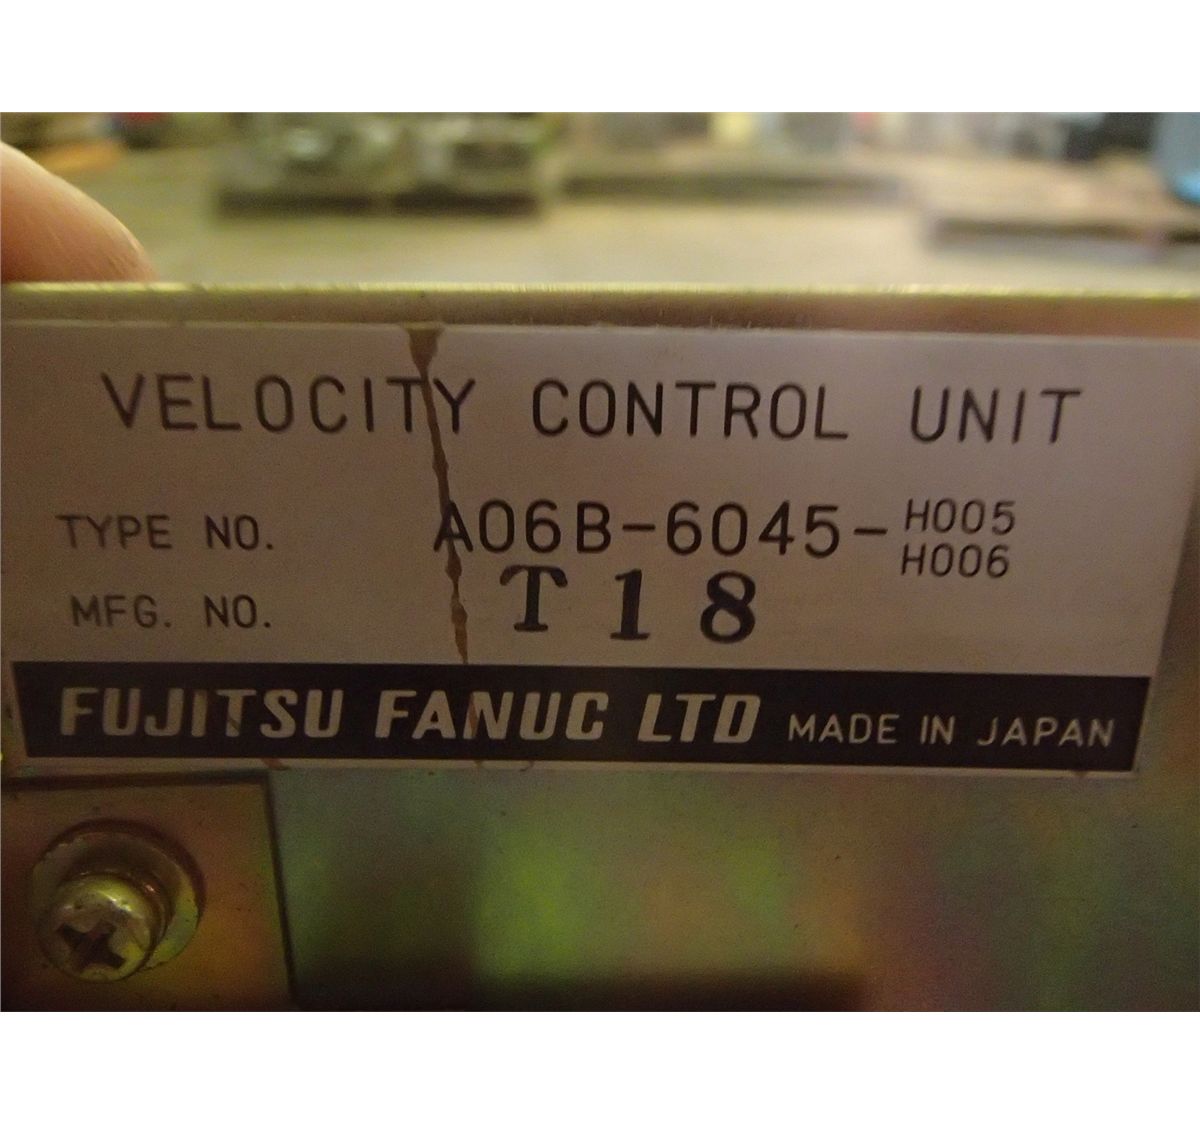 VELOCITY CONTROL UNIT
TYPE NO. A06B-6045-H005
H006
MFG. NO. T18
FUJITSU FANUC LTD MADE IN JAPAN